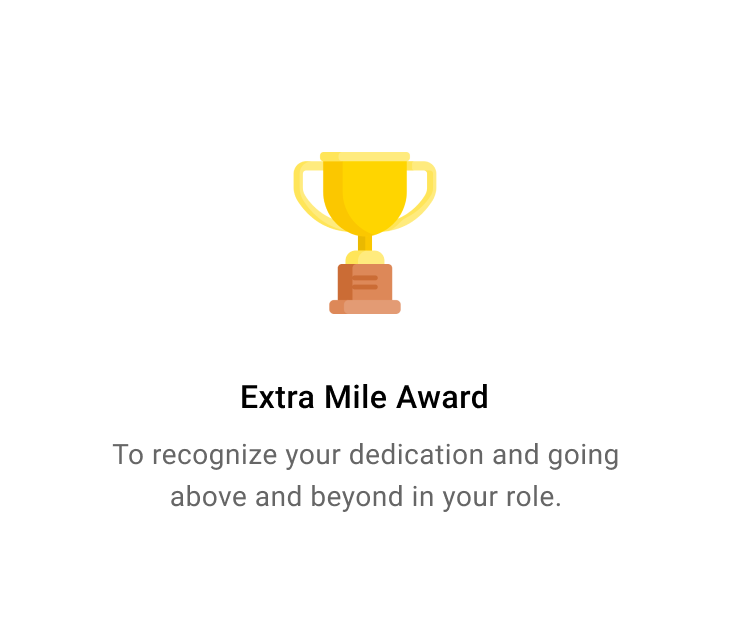 Extra Mile Award
To recognize your dedication and going
above and beyond in your role.